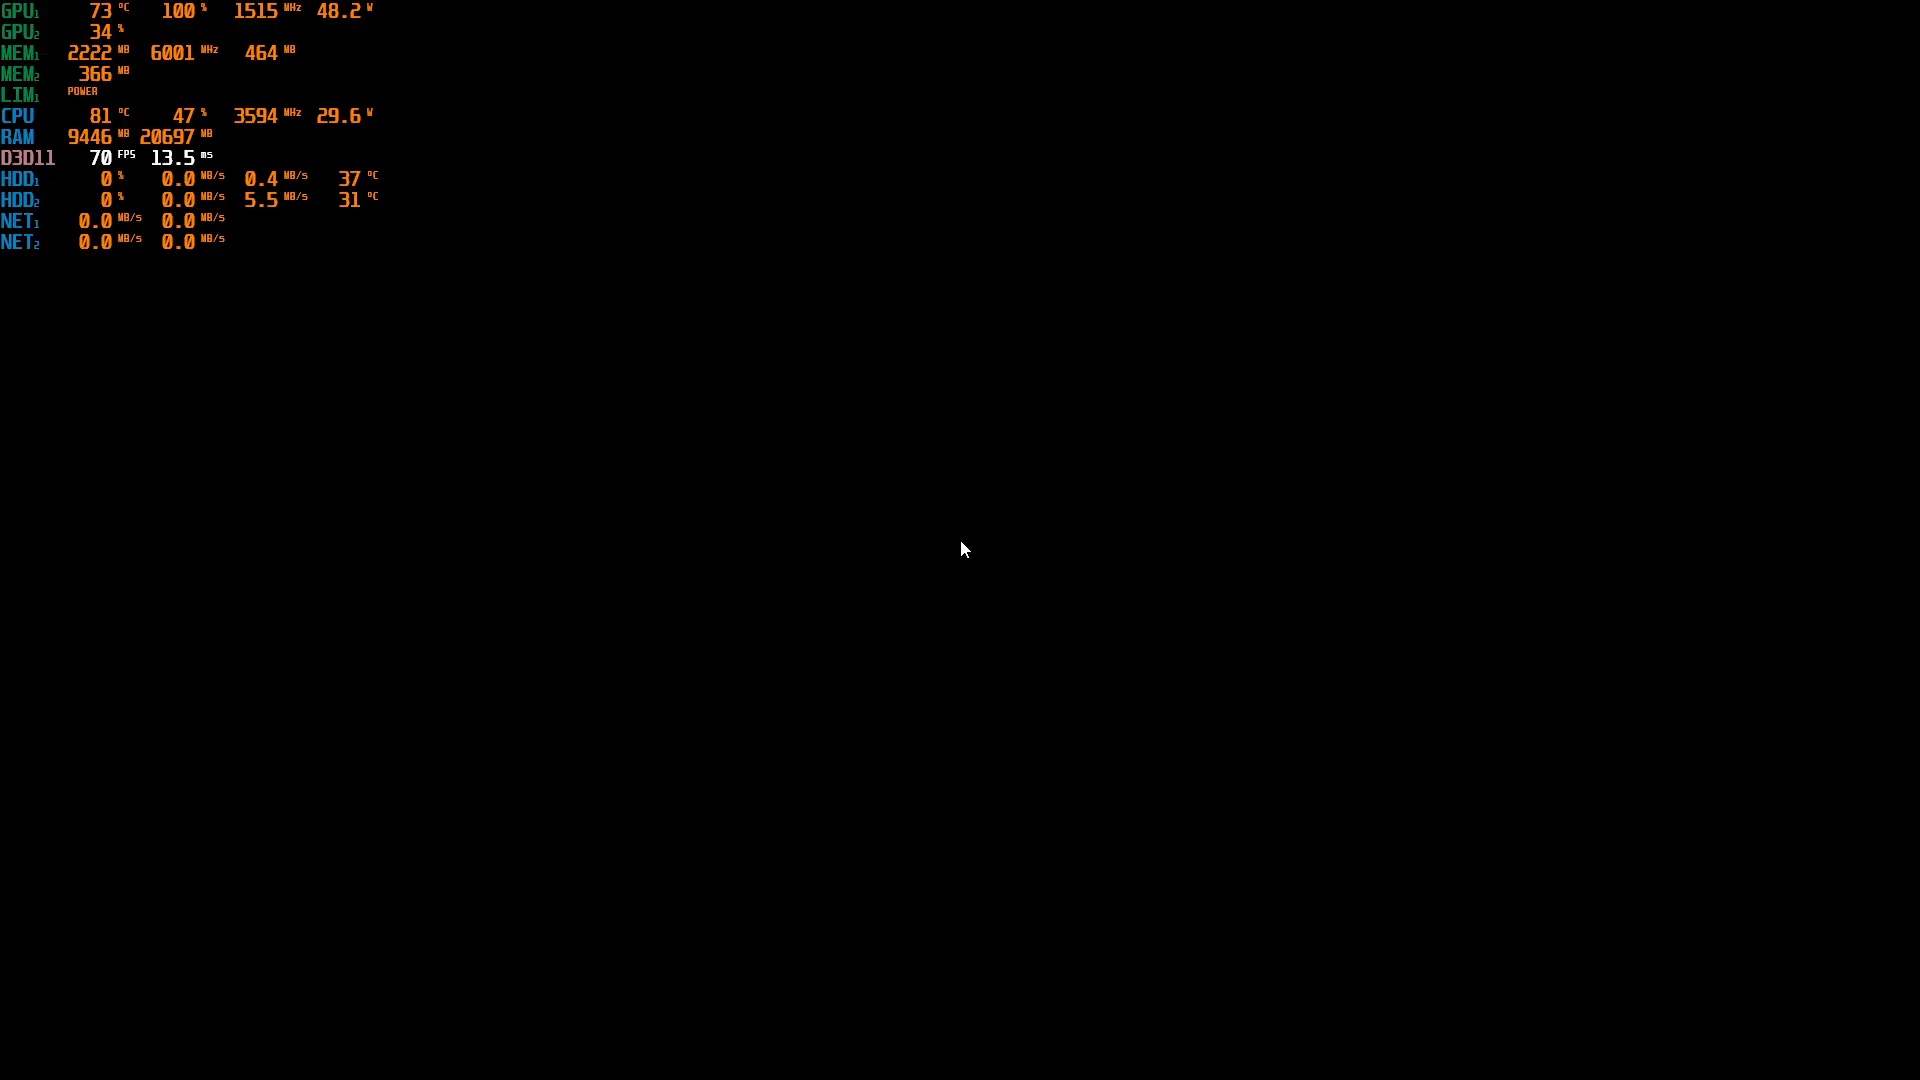 GPU1 73 °C 100 % 1515 MHz 48.2 W
GPU2 34 %
MEM1 2222 MB 6001 MHz 464 MB
MEM2 366 MB
LIM1 POWER
CPU 81 °C 47 % 3594 MHz 29.6 W
RAM 9446 MB 20697 MB
D3D11 70 FPS 13.5 ms
HDD1 0 % 0.0 MB/s 0.4 MB/s 37 °C
HDD2 0 % 0.0 MB/s 5.5 MB/s 31 °C
NET1 0.0 MB/s 0.0 MB/s
NET2 0.0 MB/s 0.0 MB/s